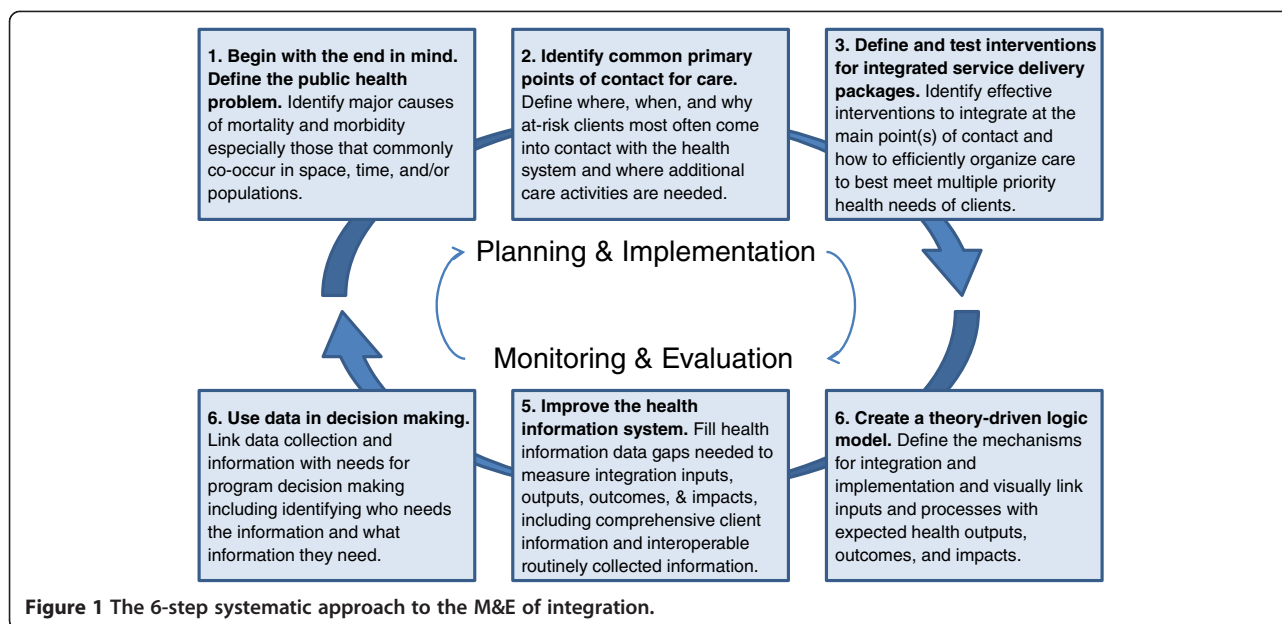 1. Begin with the end in mind.
Define the public health
problem. Identify major causes
of mortality and morbidity
especially those that commonly
co-occur in space, time, and/or
populations.
2. Identify common primary
points of contact for care.
Define where, when, and why
at-risk clients most often come
into contact with the health
system and where additional
care activities are needed.
3. Define and test interventions
for integrated service delivery
packages. Identify effective
interventions to integrate at the
main point(s) of contact and
how to efficiently organize care
to best meet multiple priority
health needs of clients.
Planning & Implementation
Monitoring & Evaluation
6. Use data in decision making.
Link data collection and
information with needs for
program decision making
including identifying who needs
the information and what
information they need.
5. Improve the health
information system. Fill health
information data gaps needed to
measure integration inputs,
outputs, outcomes, & impacts,
including comprehensive client
information and interoperable
routinely collected information.
6. Create a theory-driven logic
model. Define the mechanisms
for integration and
implementation and visually link
inputs and processes with
expected health outputs,
outcomes, and impacts.
Figure 1 The 6-step systematic approach to the M&E of integration.